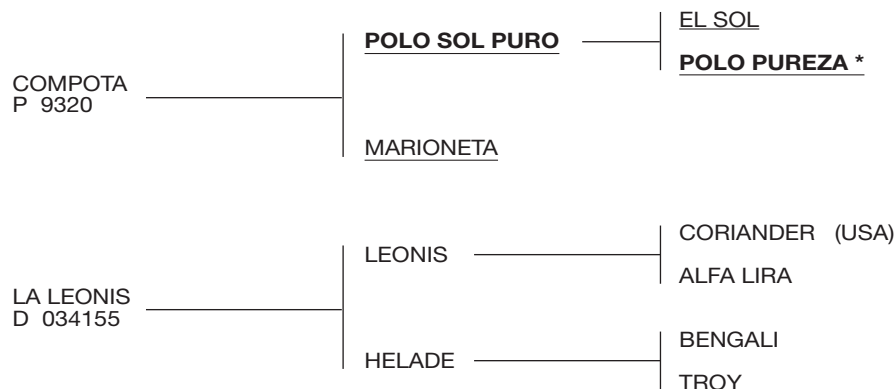 EL SOL
POLO SOL PURO
POLO PUREZA *
COMPOTA
P 9320
MARIONETA
CORIANDER (USA)
LEONIS
ALFA LIRA
LA LEONIS
D 034155
BENGALI
HELADE
TROY